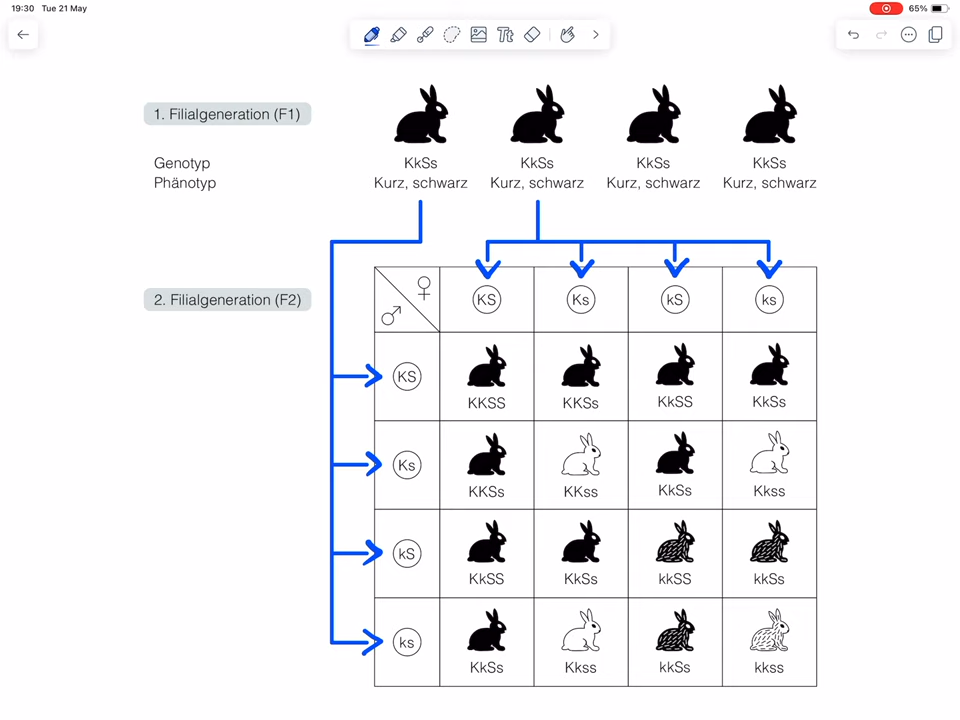 19:30 Tue 21 May
65%
Tt
1. Filialgeneration (F1)
Genotyp KkSs KkSs KkSs KkSs
Phänotyp Kurz, schwarz Kurz, schwarz Kurz, schwarz Kurz, schwarz
2. Filialgeneration (F2)
♀ KS Ks kS ks
♂
KS KKSS KKSs KkSS KkSs
Ks KKSs KKss KkSs Kkss
kS KkSS KkSs kkSS kkSs
ks KkSs Kkss kkSs kkss